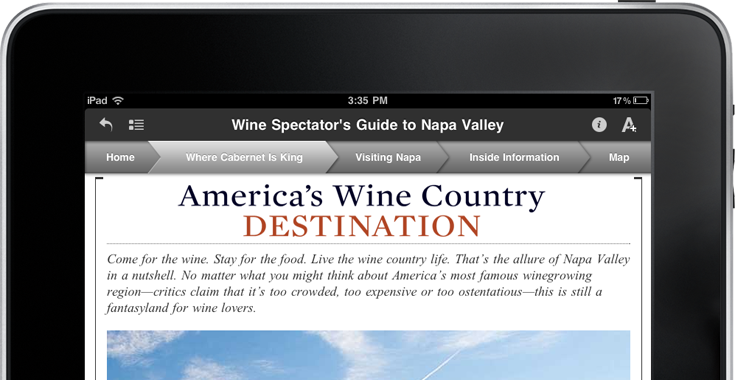 iPad 3:35 PM 17%
Wine Spectator's Guide to Napa Valley
A
Home Where Cabernet Is King Visiting Napa Inside Information Map
America's Wine Country
DESTINATION
Come for the wine. Stay for the food. Live the wine country life. That's the allure of Napa Valley
in a nutshell. No matter what you might think about America's most famous winegrowing
region—critics claim that it's too crowded, too expensive or too ostentatious—this is still a
fantasyland for wine lovers.